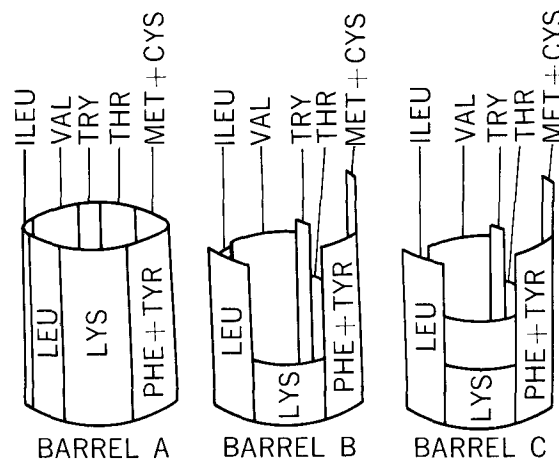 ILEU
VAL
TRY
THR
MET+CYS
LEU
LYS
PHE+TYR
BARREL A
ILEU
VAL
TRY
THR
MET+CYS
LEU
LYS
PHE+TYR
BARREL B
ILEU
VAL
TRY
THR
MET+CYS
LEU
LYS
PHE+TYR
BARREL C